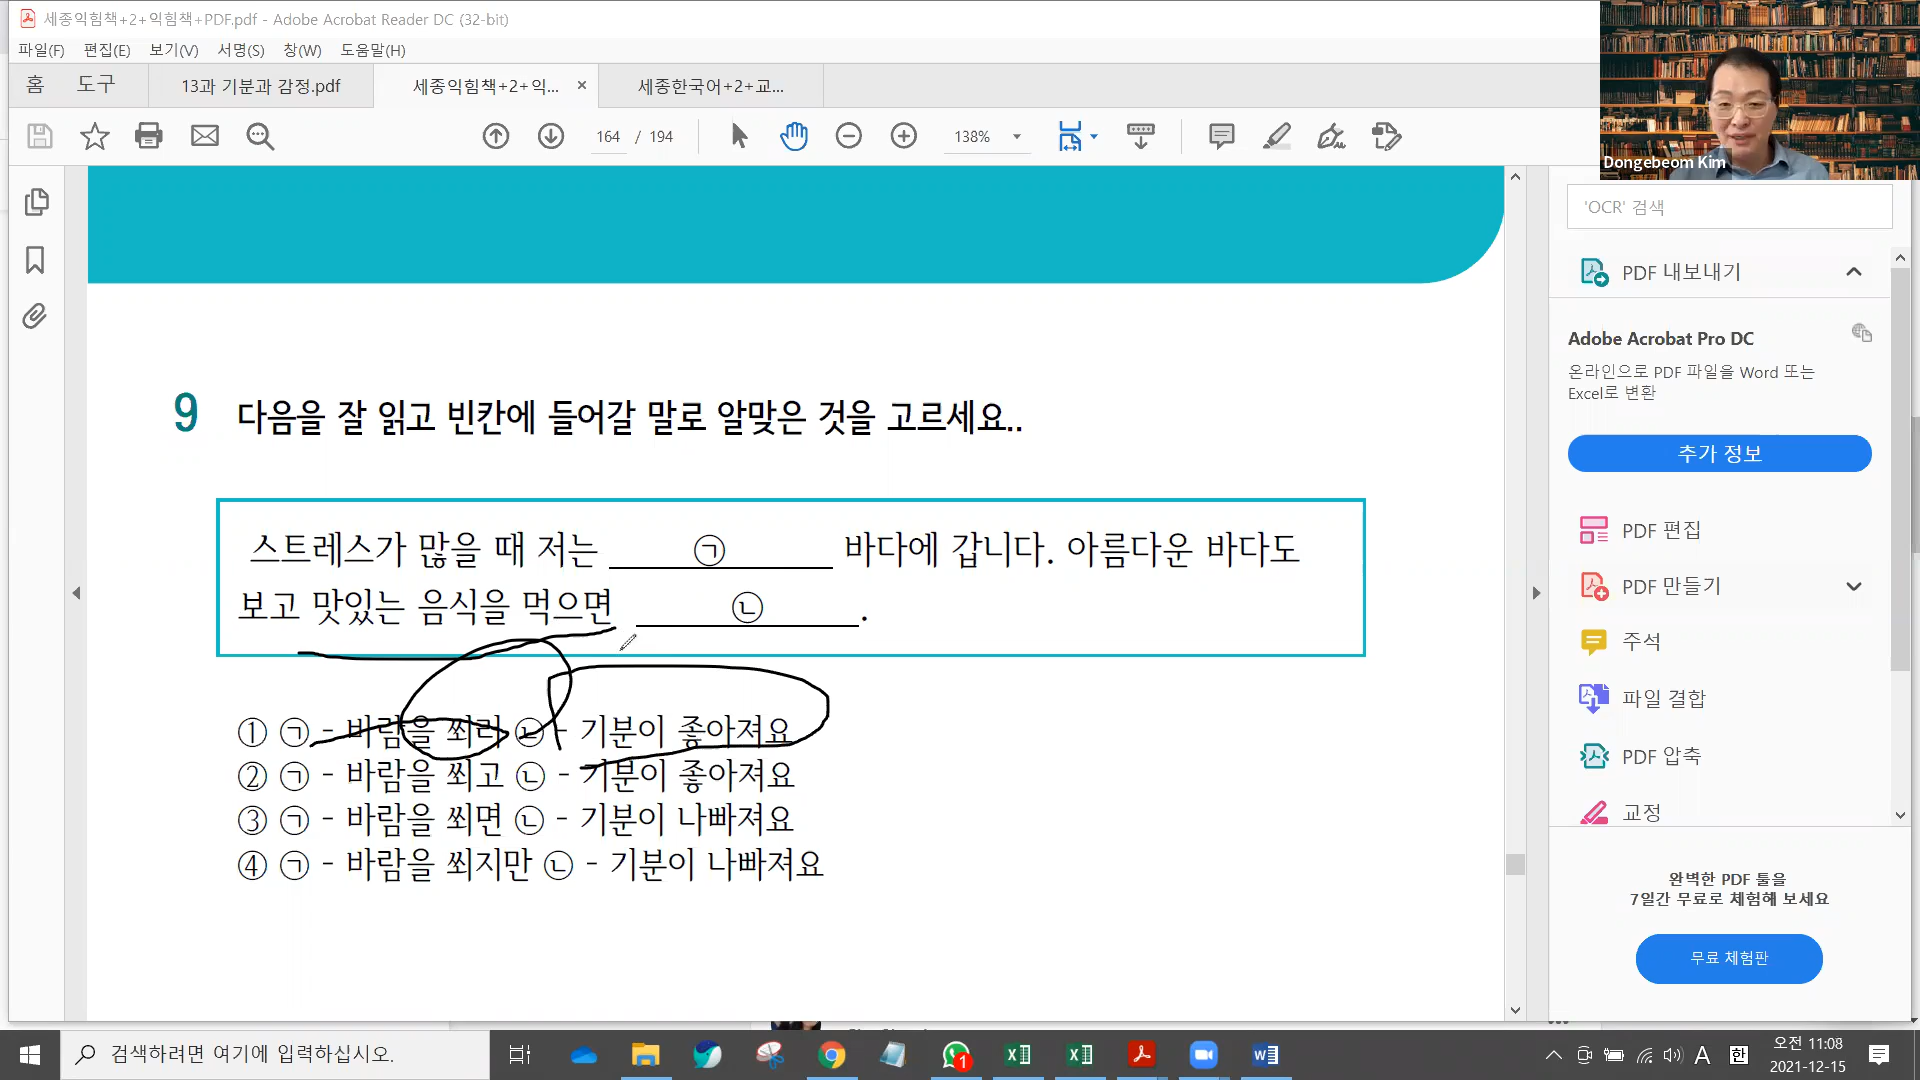 세종익힘책+2+익힘책+PDF.pdf - Adobe Acrobat Reader DC (32-bit)
파일(F) 편집(E) 보기(V) 서명(S) 창(W) 도움말(H)
홈 도구 13과 기분과 감정.pdf 세종익힘책+2+익... × 세종한국어+2+교...
164 / 194 138%
Dongebeom Kim
'OCR' 검색
PDF 내보내기
Adobe Acrobat Pro DC
온라인으로 PDF 파일을 Word 또는
Excel로 변환
추가 정보
PDF 편집
PDF 만들기
주석
파일 결합
PDF 압축
교정
완벽한 PDF 툴을
7일간 무료로 체험해 보세요
무료 체험판
9 다음을 잘 읽고 빈칸에 들어갈 말로 알맞은 것을 고르세요..
스트레스가 많을 때 저는 ㉠ 바다에 갑니다. 아름다운 바다도
보고 맛있는 음식을 먹으면 ㉡ .
① ㉠ - 바람을 쐬러 ㉡ - 기분이 좋아져요
② ㉠ - 바람을 쐬고 ㉡ - 기분이 좋아져요
③ ㉠ - 바람을 쐬면 ㉡ - 기분이 나빠져요
④ ㉠ - 바람을 쐬지만 ㉡ - 기분이 나빠져요
검색하려면 여기에 입력하십시오.
1
A 한
오전 11:08
2021-12-15